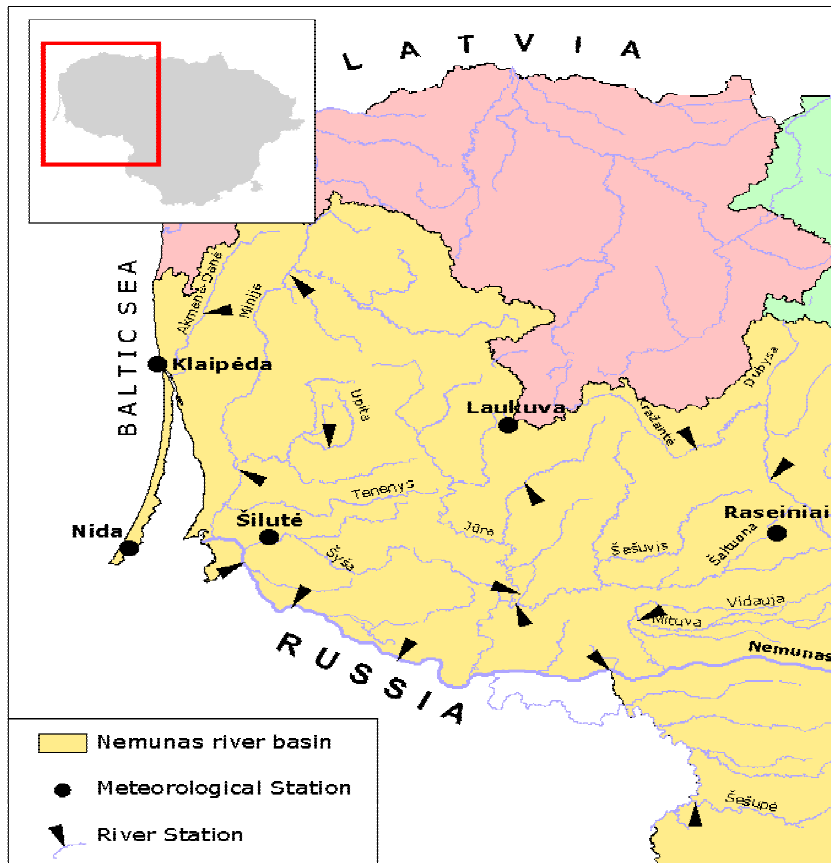 LATVIA
BALTIC SEA
Akmena-Danė
Minija
Klaipėda
Upita
Laukuva
Kražantė
Dubysa
Tenenys
Nida
Šilutė
Jūra
Raseiniai
Šešuvis
Šaltuona
Šyša
Vidauja
Mituva
Nemunas
RUSSIA
Šešupė
Nemunas river basin
Meteorological Station
River Station